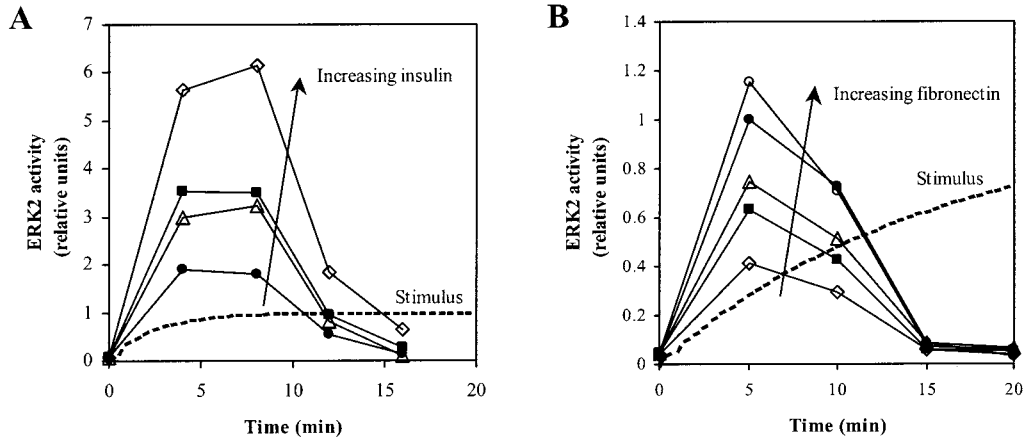 A
ERK2 activity
(relative units)
7
6
5
4
3
2
1
0
0
5
10
15
20
Time (min)
Increasing insulin
Stimulus
B
ERK2 activity
(relative units)
1.4
1.2
1
0.8
0.6
0.4
0.2
0
0
5
10
15
20
Time (min)
Increasing fibronectin
Stimulus